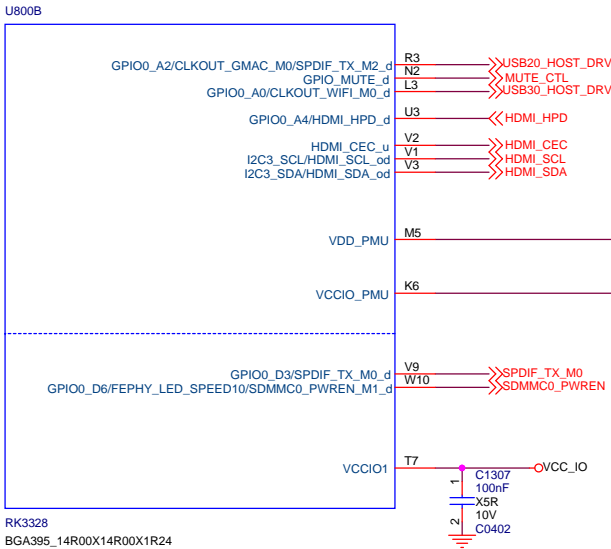 U800B
GPIO0_A2/CLKOUT_GMAC_M0/SPDIF_TX_M2_d R3 USB20_HOST_DRV
GPIO_MUTE_d N2 MUTE_CTL
GPIO0_A0/CLKOUT_WIFI_M0_d L3 USB30_HOST_DRV
GPIO0_A4/HDMI_HPD_d U3 HDMI_HPD
HDMI_CEC_u V2 HDMI_CEC
I2C3_SCL/HDMI_SCL_od V1 HDMI_SCL
I2C3_SDA/HDMI_SDA_od V3 HDMI_SDA
VDD_PMU M5
VCCIO_PMU K6
GPIO0_D3/SPDIF_TX_M0_d V9 SPDIF_TX_M0
GPIO0_D6/FEPHY_LED_SPEED10/SDMMC0_PWREN_M1_d W10 SDMMC0_PWREN
VCCIO1 T7 VCC_IO
1 C1307
100nF
X5R
10V
2 C0402
RK3328
BGA395_14R00X14R00X1R24